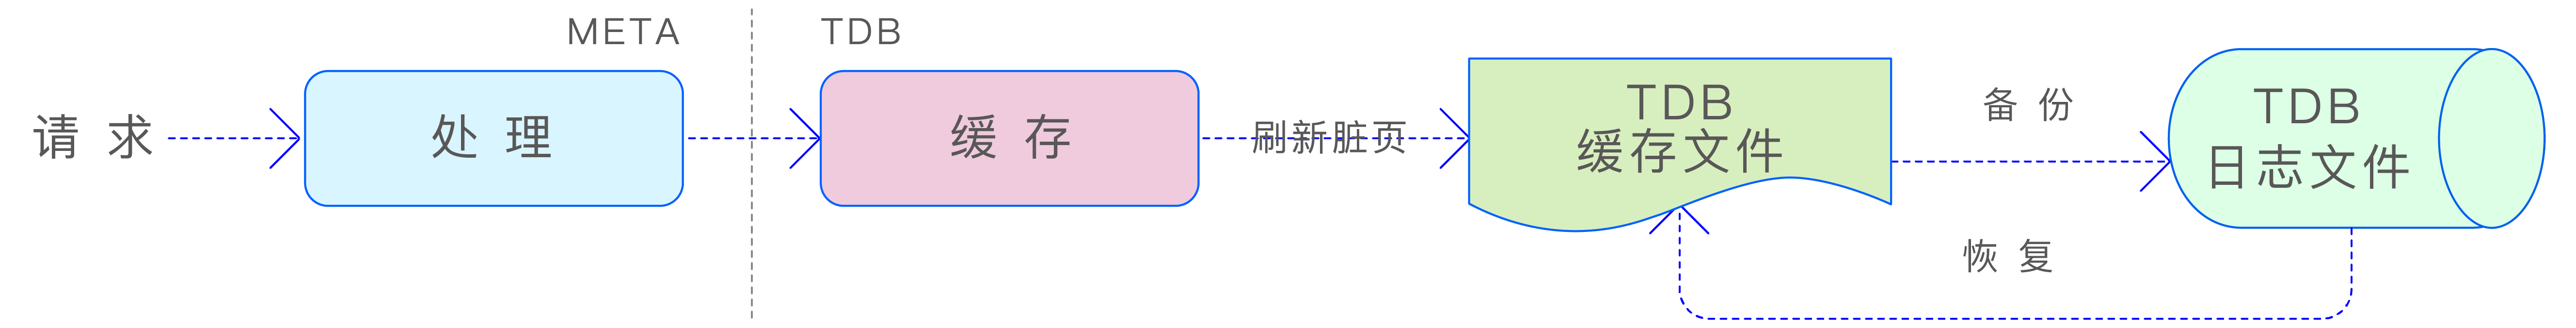 META
TDB
请 求
处 理
缓 存
刷新脏页
TDB
缓存文件
备 份
TDB
日志文件
恢 复